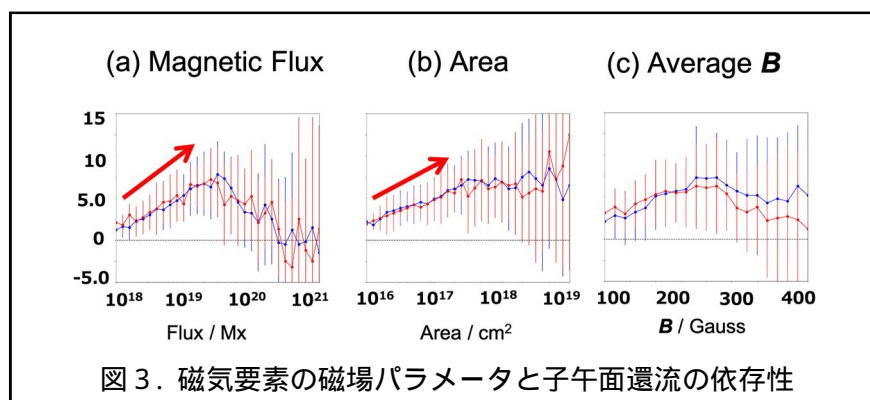 (a) Magnetic Flux (b) Area (c) Average B
15
10
5.0
0
-5.0
10^18 10^19 10^20 10^21 10^16 10^17 10^18 10^19 100 200 300 400
Flux / Mx Area / cm² B / Gauss
図3. 磁気要素の磁場パラメータと子午面還流の依存性